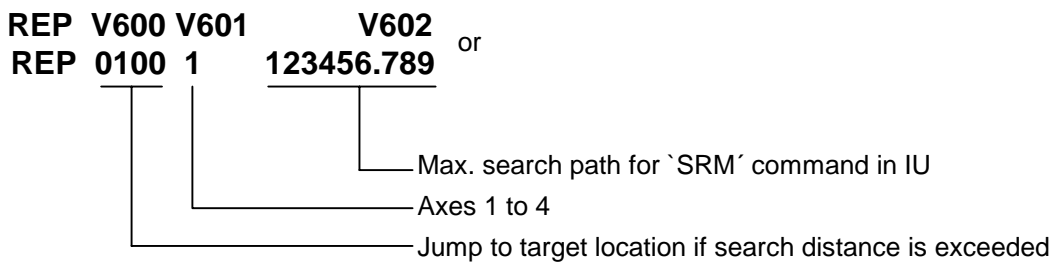 REP V600 V601 V602 or
REP 0100 1 123456.789
Max. search path for `SRM´ command in IU
Axes 1 to 4
Jump to target location if search distance is exceeded